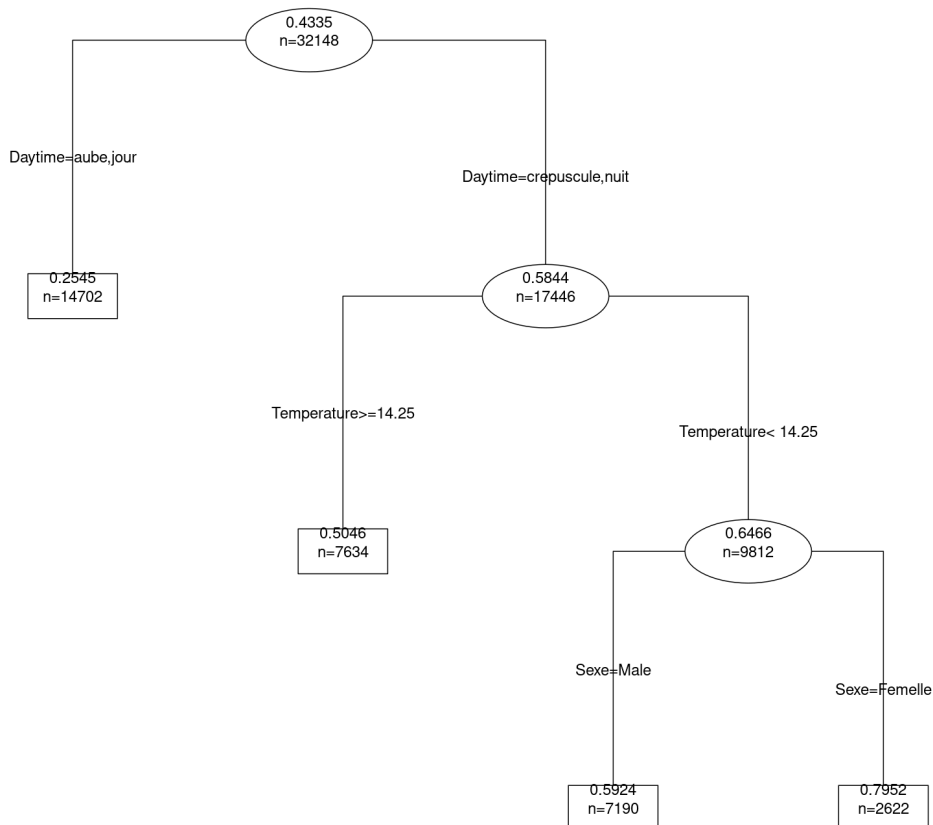 0.4335
n=32148
Daytime=aube,jour
Daytime=crepuscule,nuit
0.2545
n=14702
0.5844
n=17446
Temperature>=14.25
Temperature< 14.25
0.5046
n=7634
0.6466
n=9812
Sexe=Male
Sexe=Femelle
0.5924
n=7190
0.7952
n=2622